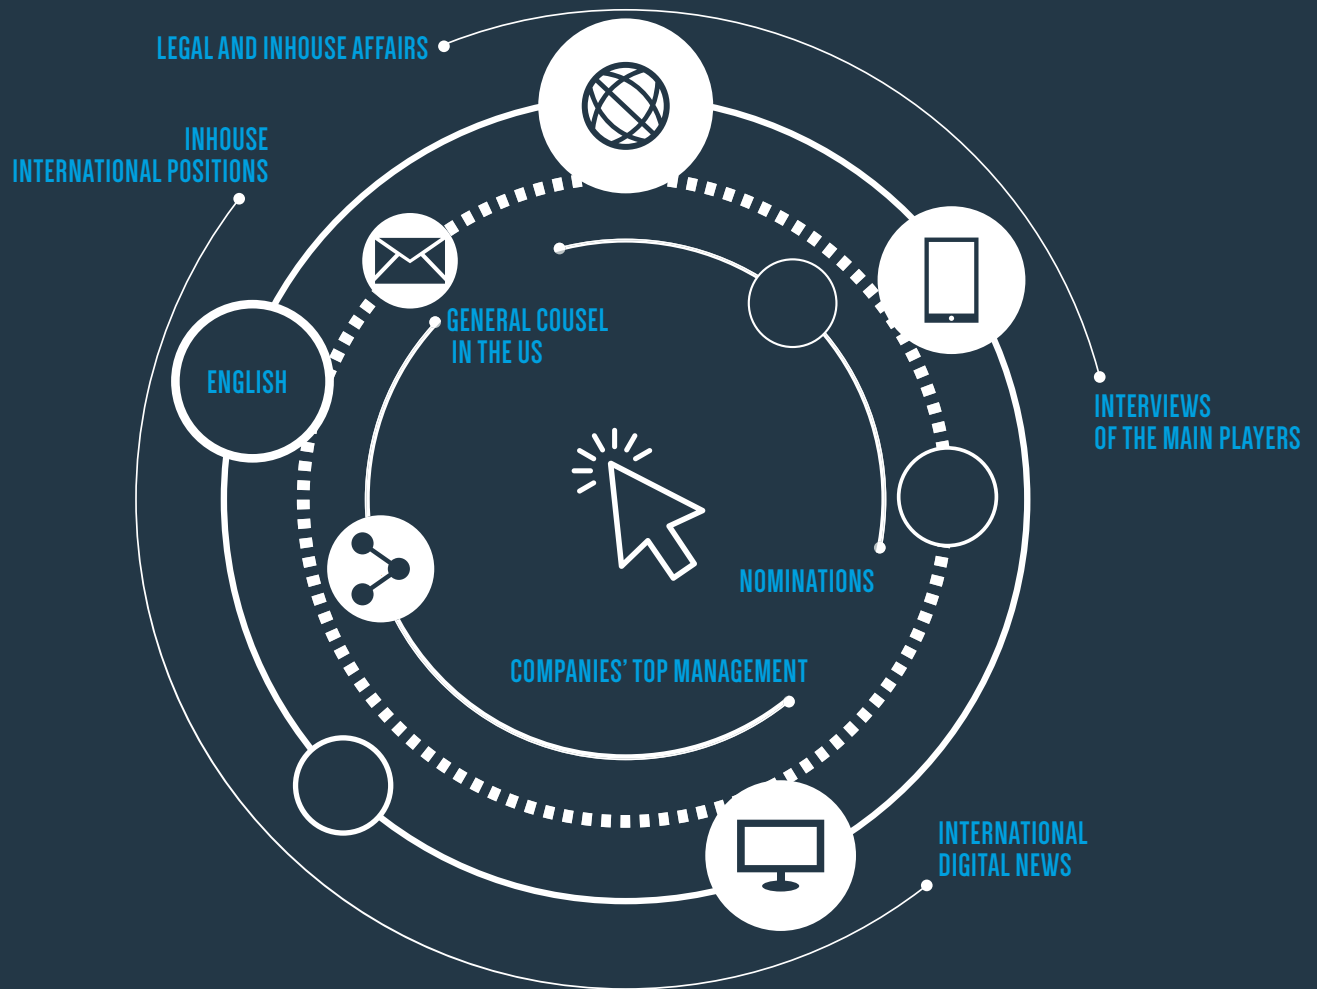 LEGAL AND INHOUSE AFFAIRS
INHOUSE
INTERNATIONAL POSITIONS
GENERAL COUSEL
IN THE US
ENGLISH
INTERVIEWS
OF THE MAIN PLAYERS
NOMINATIONS
COMPANIES' TOP MANAGEMENT
INTERNATIONAL
DIGITAL NEWS